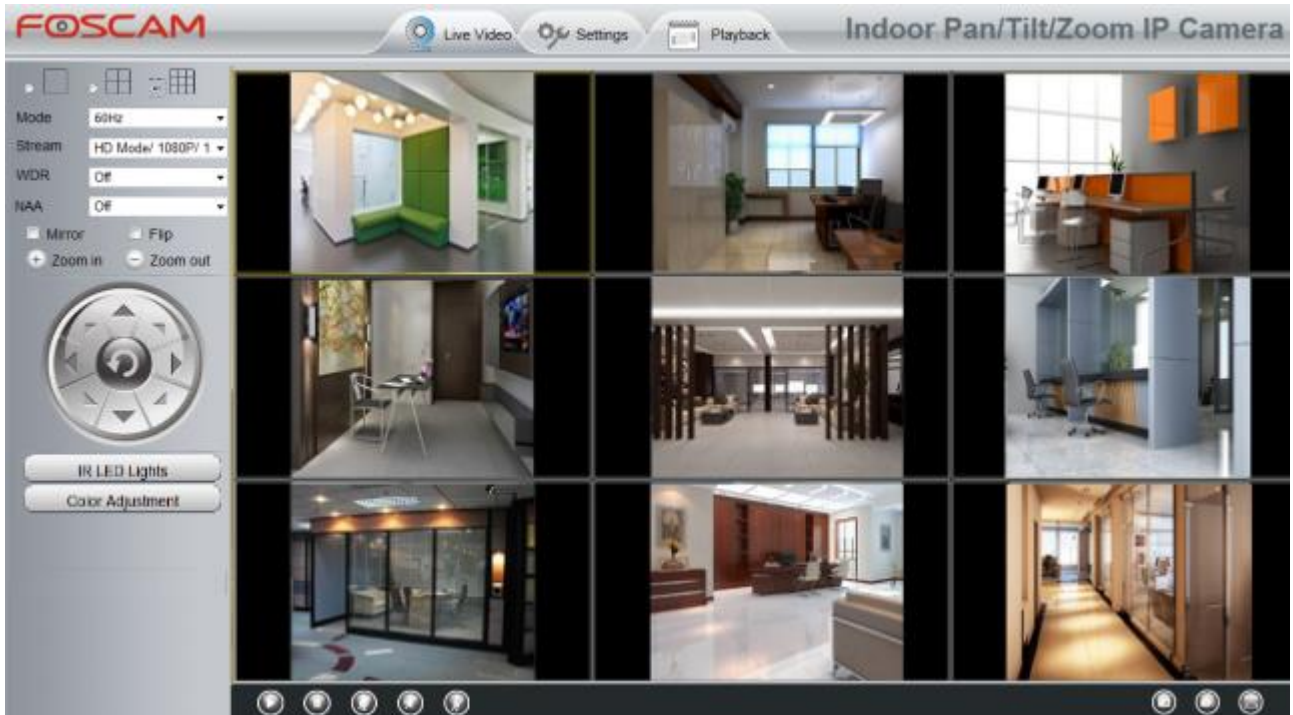 FOSCAM
Live Video
Settings
Playback
Indoor Pan/Tilt/Zoom IP Camera
Mode
60Hz
Stream
HD Mode/ 1080P/ 1
WDR
Off
NAA
Off
Mirror
Flip
Zoom in
Zoom out
IR LED Lights
Color Adjustment